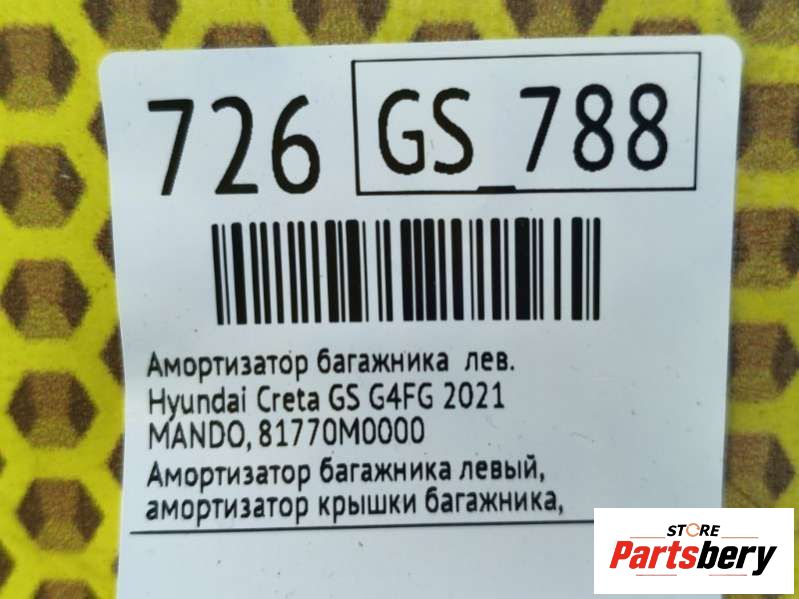 726 GS 788
Амортизатор багажника лев.
Hyundai Creta GS G4FG 2021
MANDO, 81770M0000
Амортизатор багажника левый,
амортизатор крышки багажника,
STORE
Partsbery